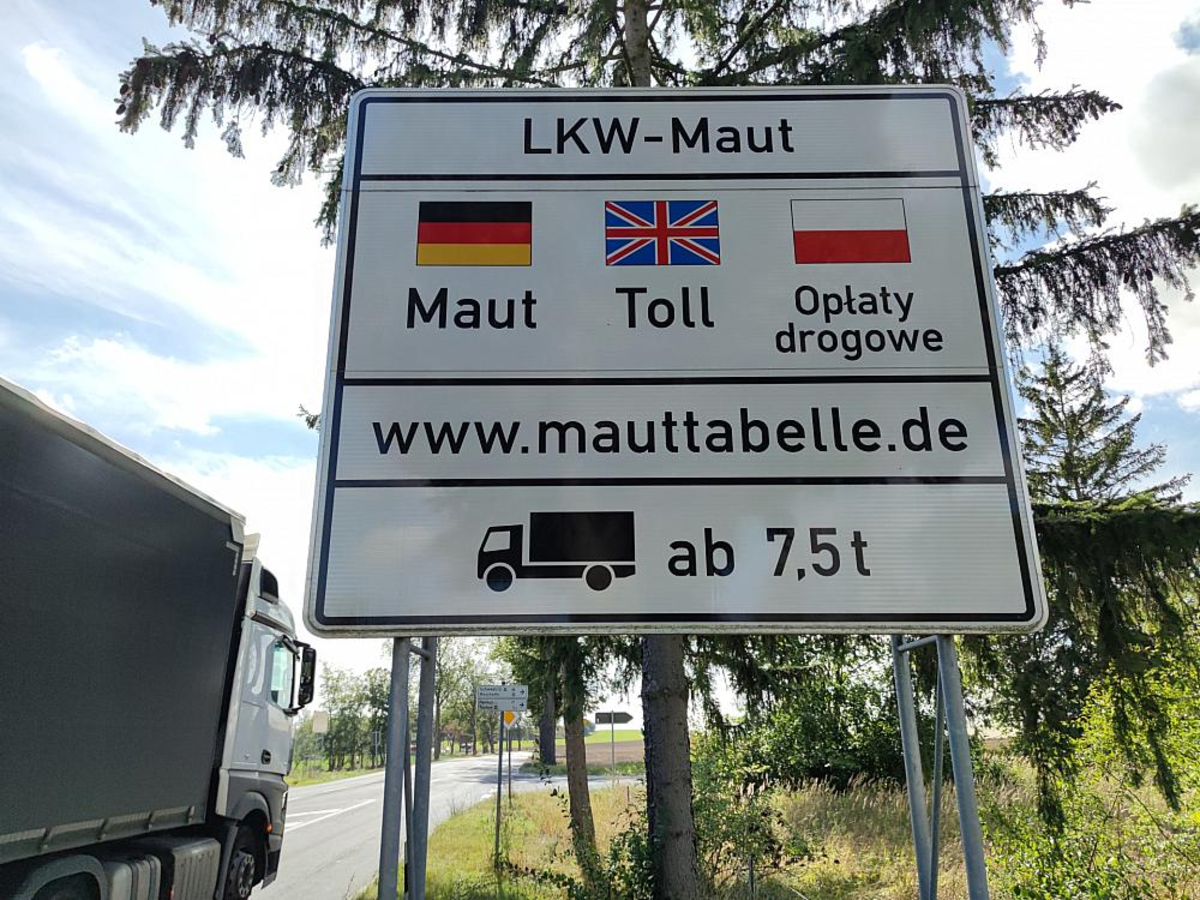 LKW-Maut
Maut
Toll
Opłaty
drogowe
www.mauttabelle.de
ab 7,5 t